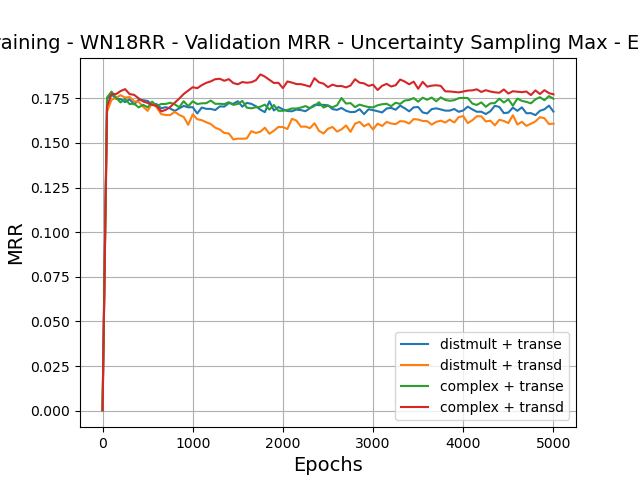 raining - WN18RR - Validation MRR - Uncertainty Sampling Max - E
MRR
0.175
0.150
0.125
0.100
0.075
0.050
0.025
0.000
distmult + transe
distmult + transd
complex + transe
complex + transd
0 1000 2000 3000 4000 5000
Epochs